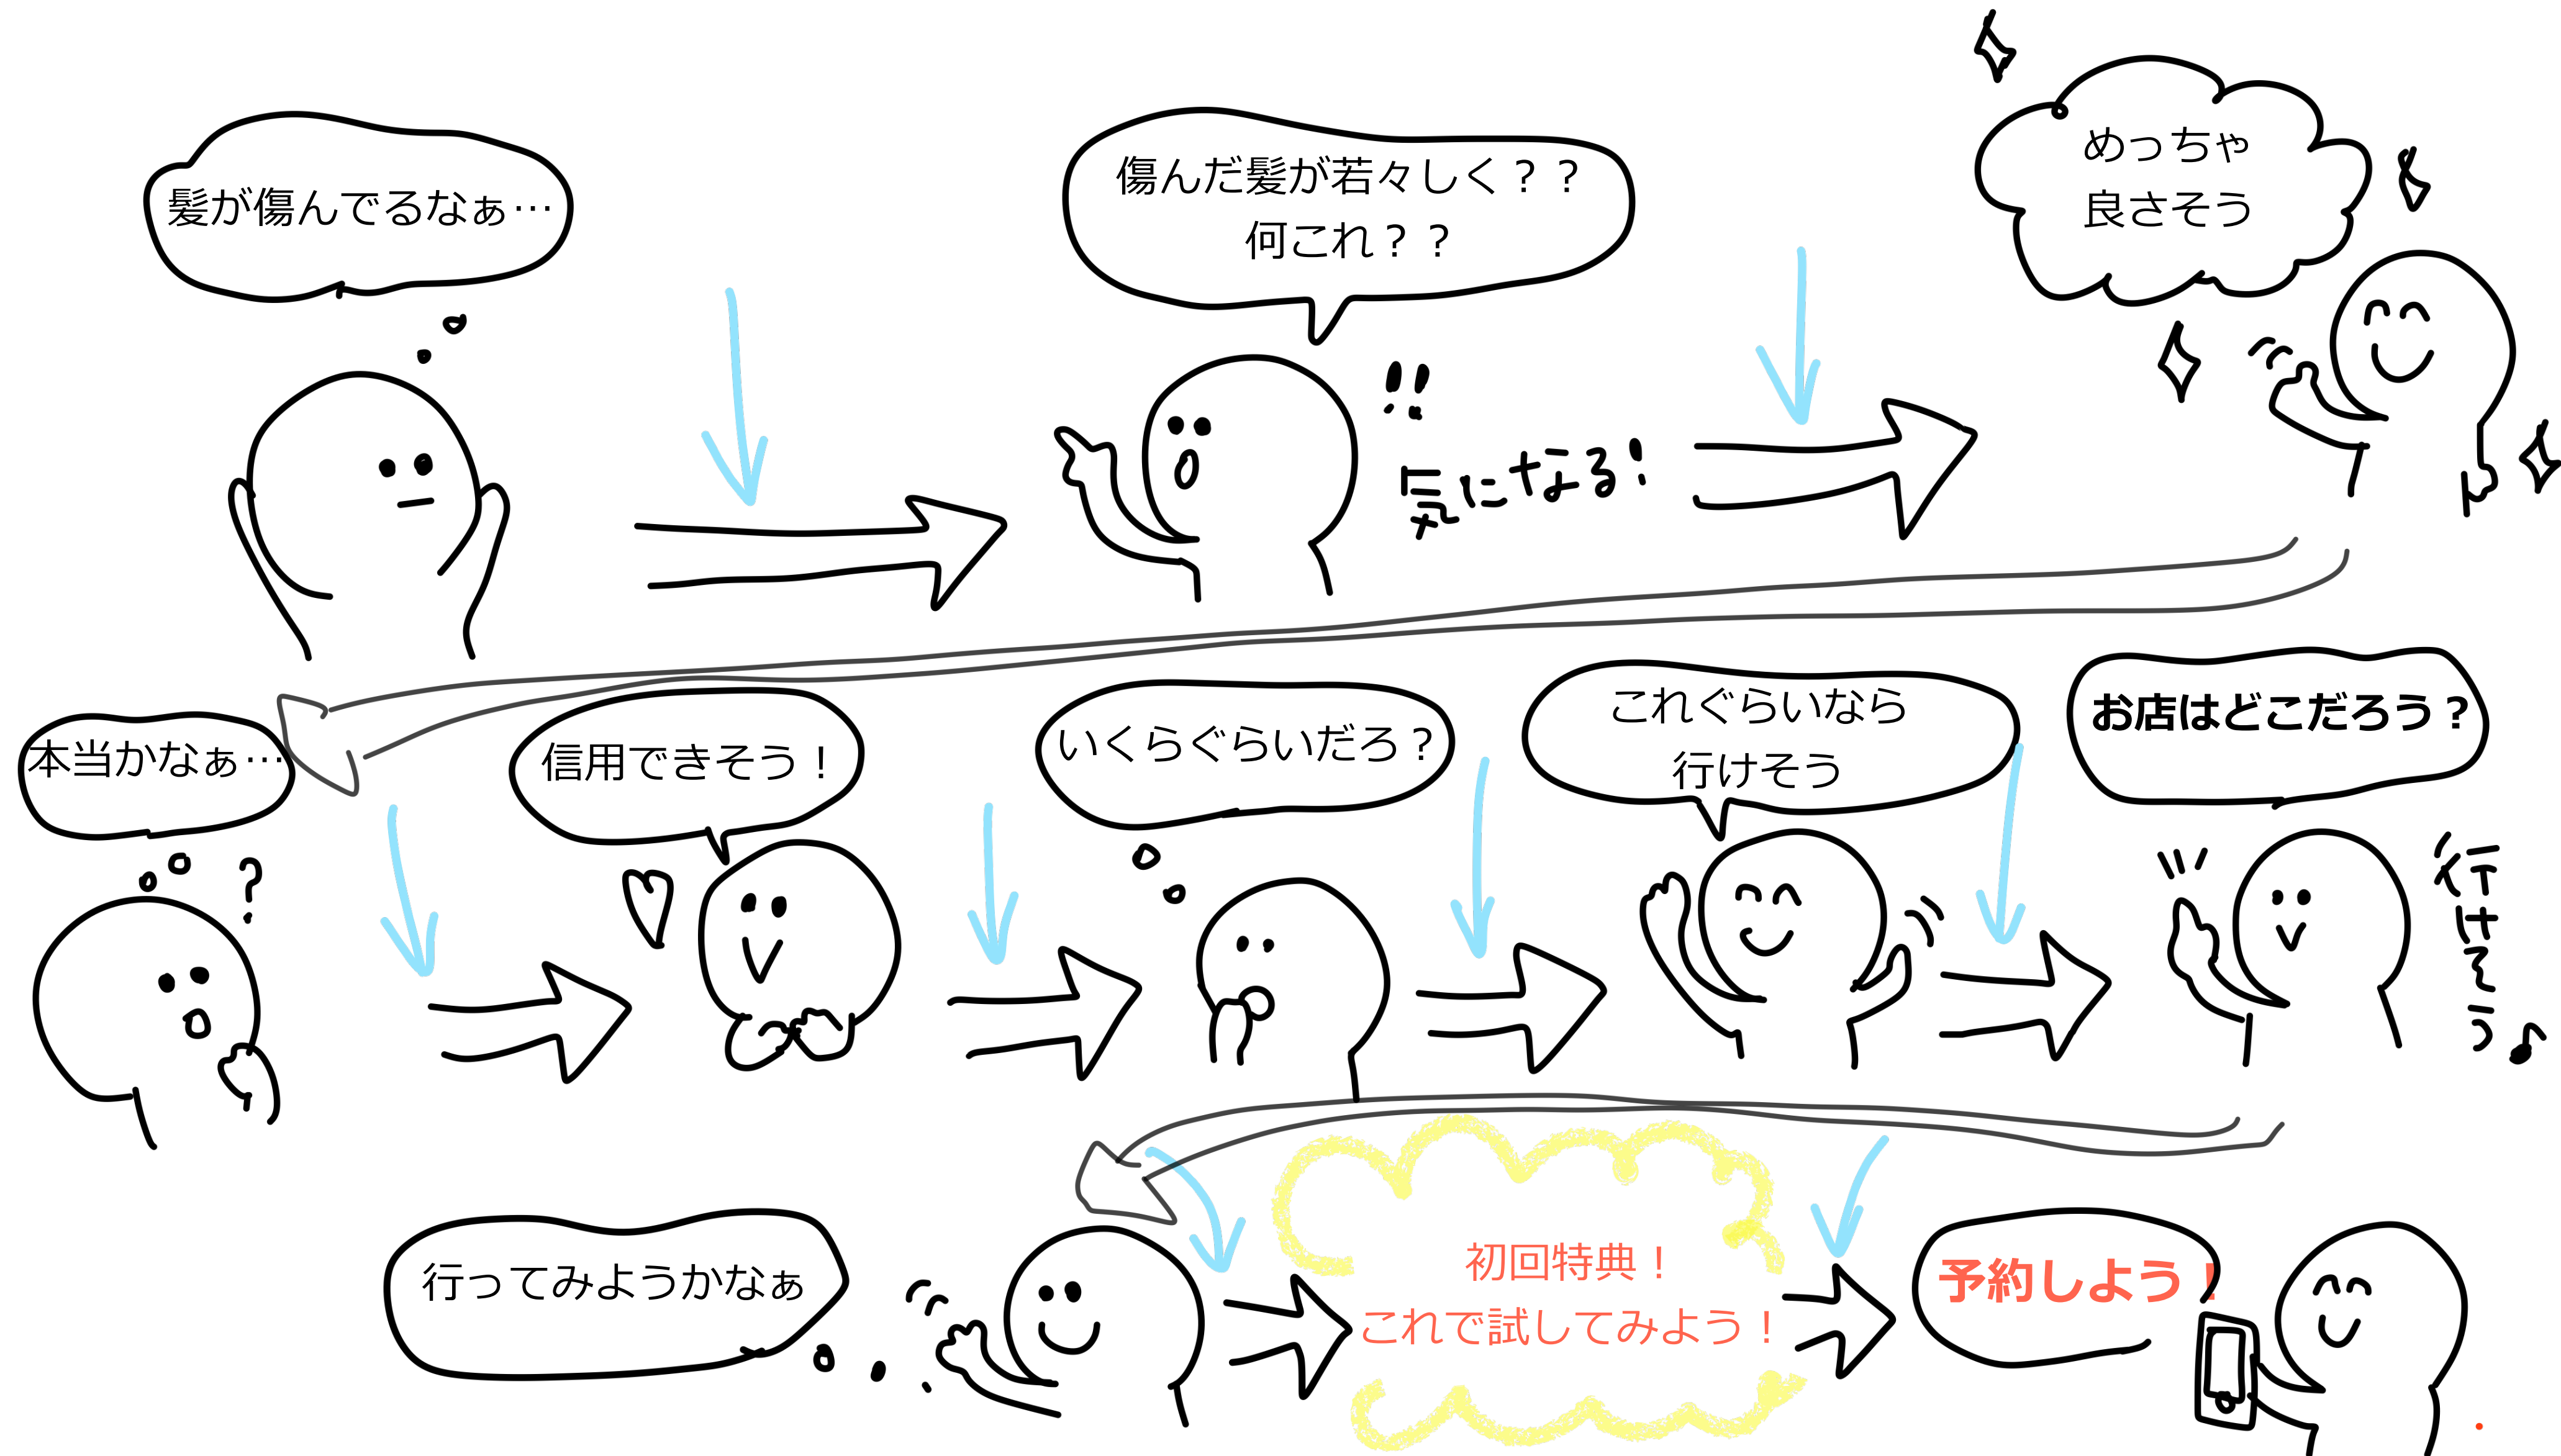 髪が傷んでるなぁ…
傷んだ髪が若々しく？？
何これ？？
!!
気になる!
めっちゃ
良さそう
本当かなぁ…
?
信用できそう！
いくらぐらいだろ？
これぐらいなら
行けそう
お店はどこだろう？
行けそう♪
行ってみようかなぁ
初回特典！
これで試してみよう！
予約しよう！